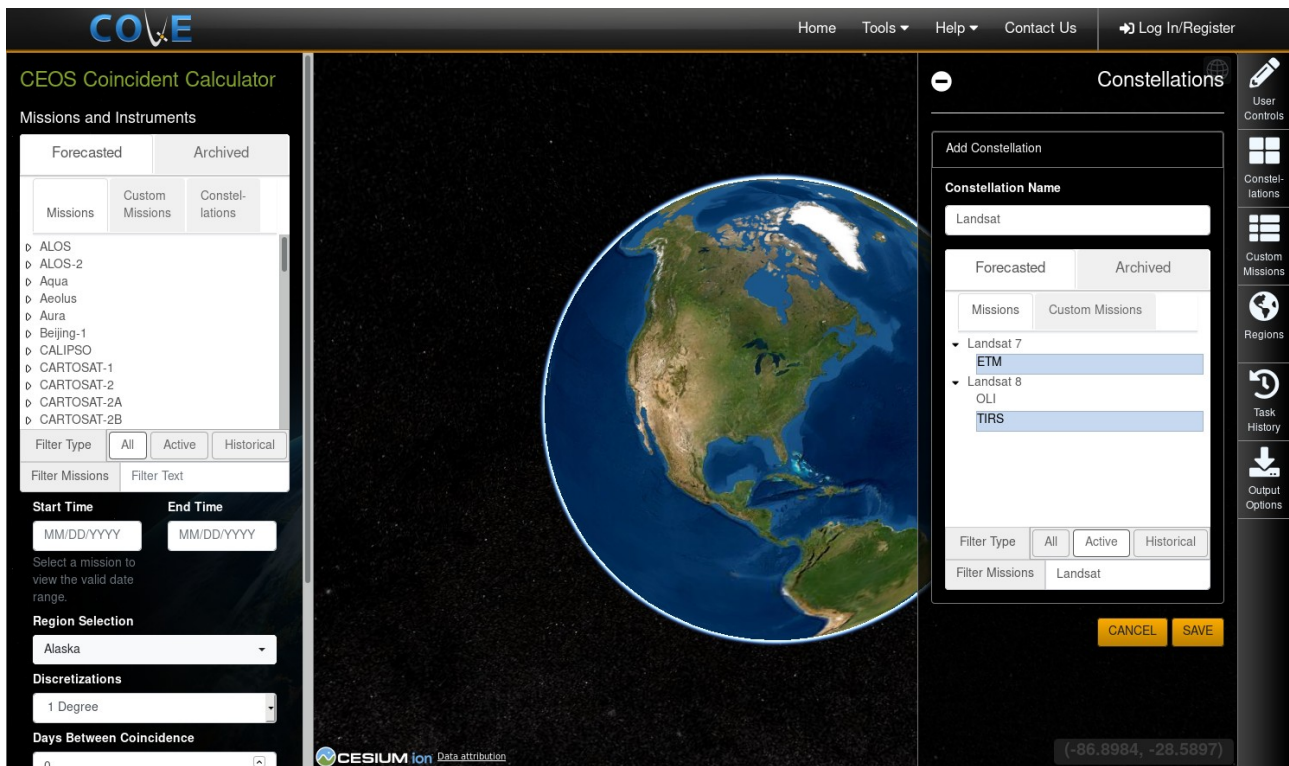 COVE
Home Tools Help Contact Us Log In/Register
CEOS Coincident Calculator
Missions and Instruments
Forecasted Archived
Missions Custom Missions Constel-lations
ALOS
ALOS-2
Aqua
Aeolus
Aura
Beijing-1
CALIPSO
CARTOSAT-1
CARTOSAT-2
CARTOSAT-2A
CARTOSAT-2B
Filter Type All Active Historical
Filter Missions Filter Text
Start Time End Time
MM/DD/YYYY MM/DD/YYYY
Select a mission to
view the valid date
range.
Region Selection
Alaska
Discretizations
1 Degree
Days Between Coincidence
0
CESIUM ion Data attribution
Constellations
Add Constellation
Constellation Name
Landsat
Forecasted Archived
Missions Custom Missions
Landsat 7
ETM
Landsat 8
OLI
TIRS
Filter Type All Active Historical
Filter Missions Landsat
CANCEL SAVE
(-86.8984, -28.5897)
User
Controls
Constel-
lations
Custom
Missions
Regions
Task
History
Output
Options